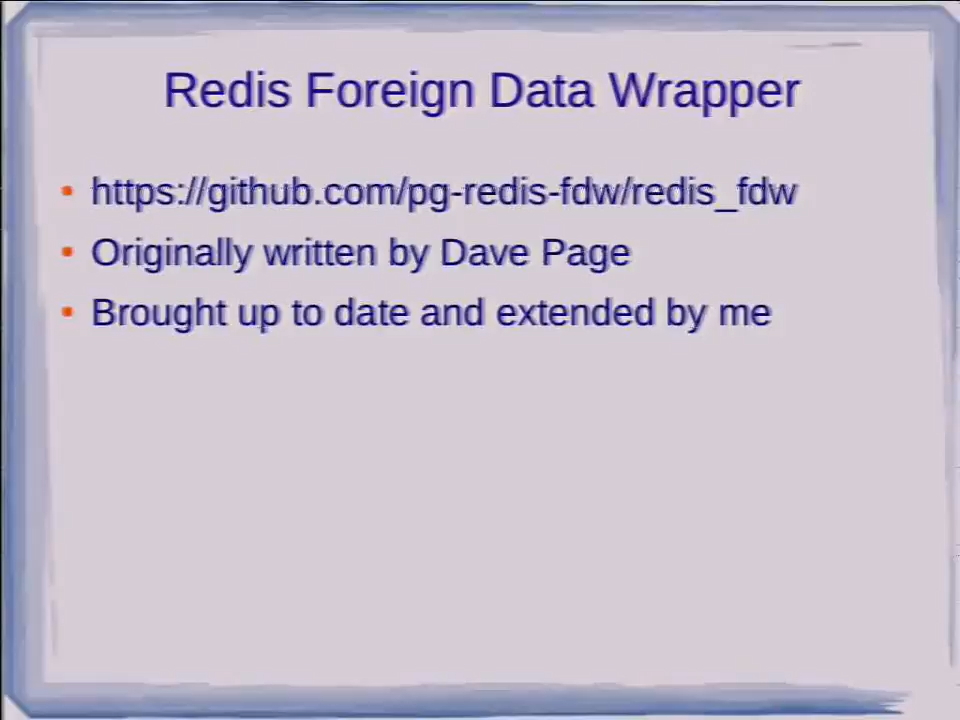 Redis Foreign Data Wrapper
• https://github.com/pg-redis-fdw/redis_fdw
• Originally written by Dave Page
• Brought up to date and extended by me